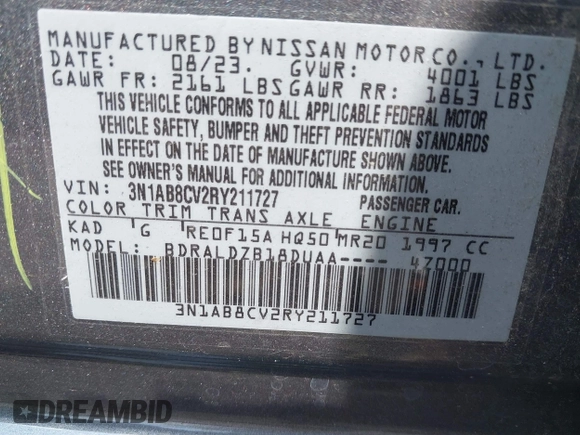 MANUFACTURED BY NISSAN MOTOR CO., LTD.
DATE: 08/23. GVWR: 4001 LBS
GAWR FR: 2161 LBS GAWR RR: 1863 LBS
THIS VEHICLE CONFORMS TO ALL APPLICABLE FEDERAL MOTOR
VEHICLE SAFETY, BUMPER AND THEFT PREVENTION STANDARDS
IN EFFECT ON THE DATE OF MANUFACTURE SHOWN ABOVE.
SEE OWNER'S MANUAL FOR ADDITIONAL INFORMATION.
VIN: 3N1AB8CV2RY211727 PASSENGER CAR.
COLOR TRIM TRANS AXLE ENGINE
KAD G RE0F15A HQ50 MR20 1997 CC
MODEL: BDRALDZB18DUAA---- 47000
3N1AB8CV2RY211727
DREAMBID